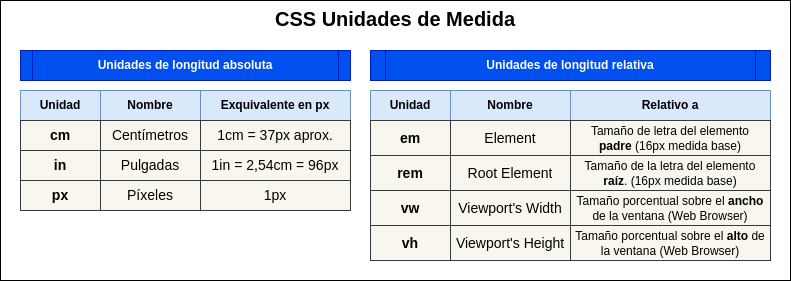 CSS Unidades de Medida
Unidades de longitud absoluta
Unidad Nombre Exquivalente en px
cm Centímetros 1cm = 37px aprox.
in Pulgadas 1in = 2,54cm = 96px
px Píxeles 1px
Unidades de longitud relativa
Unidad Nombre Relativo a
em Element Tamaño de letra del elemento
padre (16px medida base)
rem Root Element Tamaño de la letra del elemento
raíz. (16px medida base)
vw Viewport's Width Tamaño porcentual sobre el ancho
de la ventana (Web Browser)
vh Viewport's Height Tamaño porcentual sobre el alto de
la ventana (Web Browser)